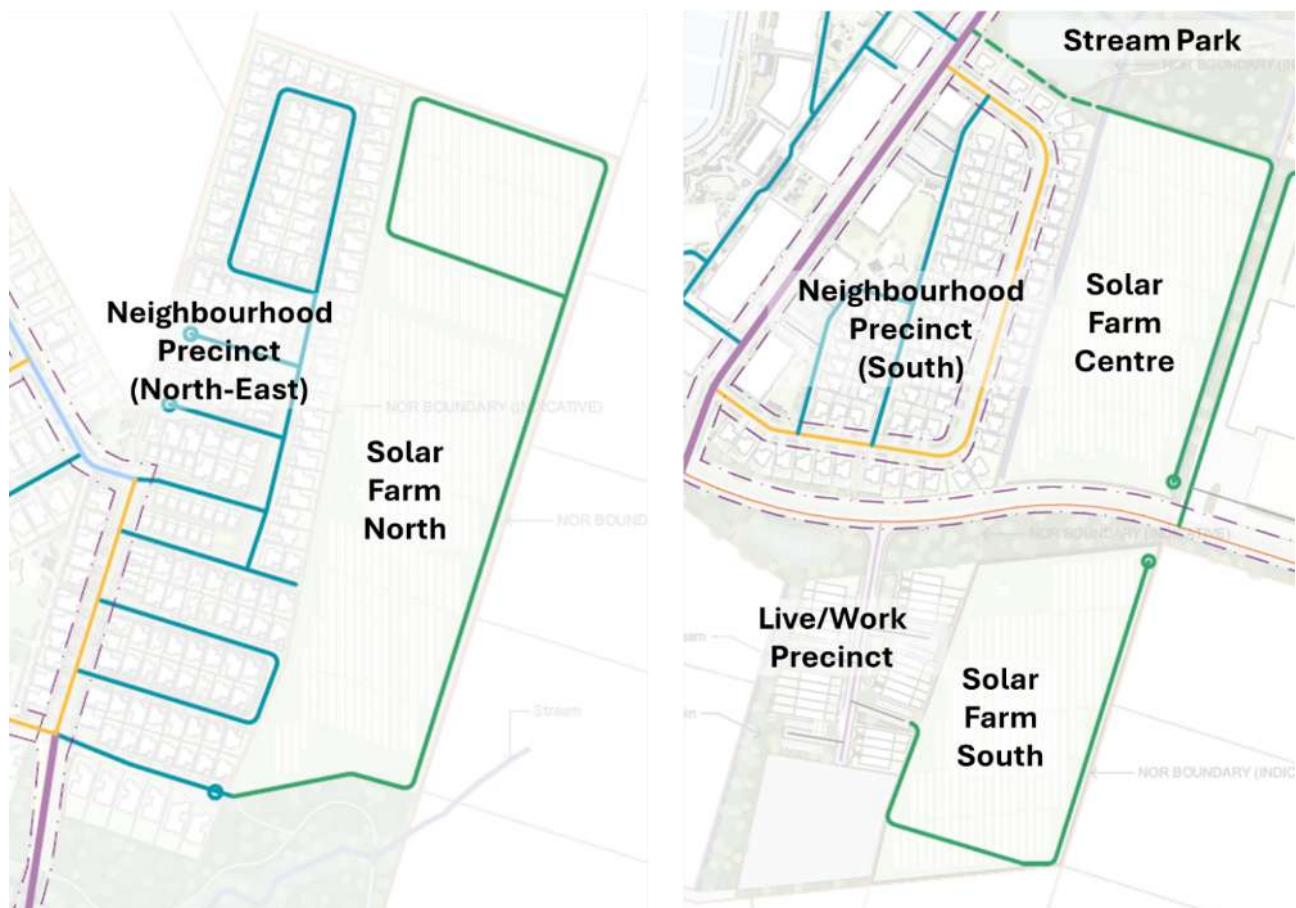 Neighbourhood
Precinct
(North-East)
NOR BOUNDARY (INDICATIVE)
Solar
Farm
North
NOR BOUND
Stream
Stream Park
NOR BOUNDARY (IN
Neighbourhood
Precinct
(South)
Solar
Farm
Centre
NOR BOUNDARY (INDICATIVE)
Live/Work
Precinct
Solar
Farm
South
NOR BOUNDARY (INDIC